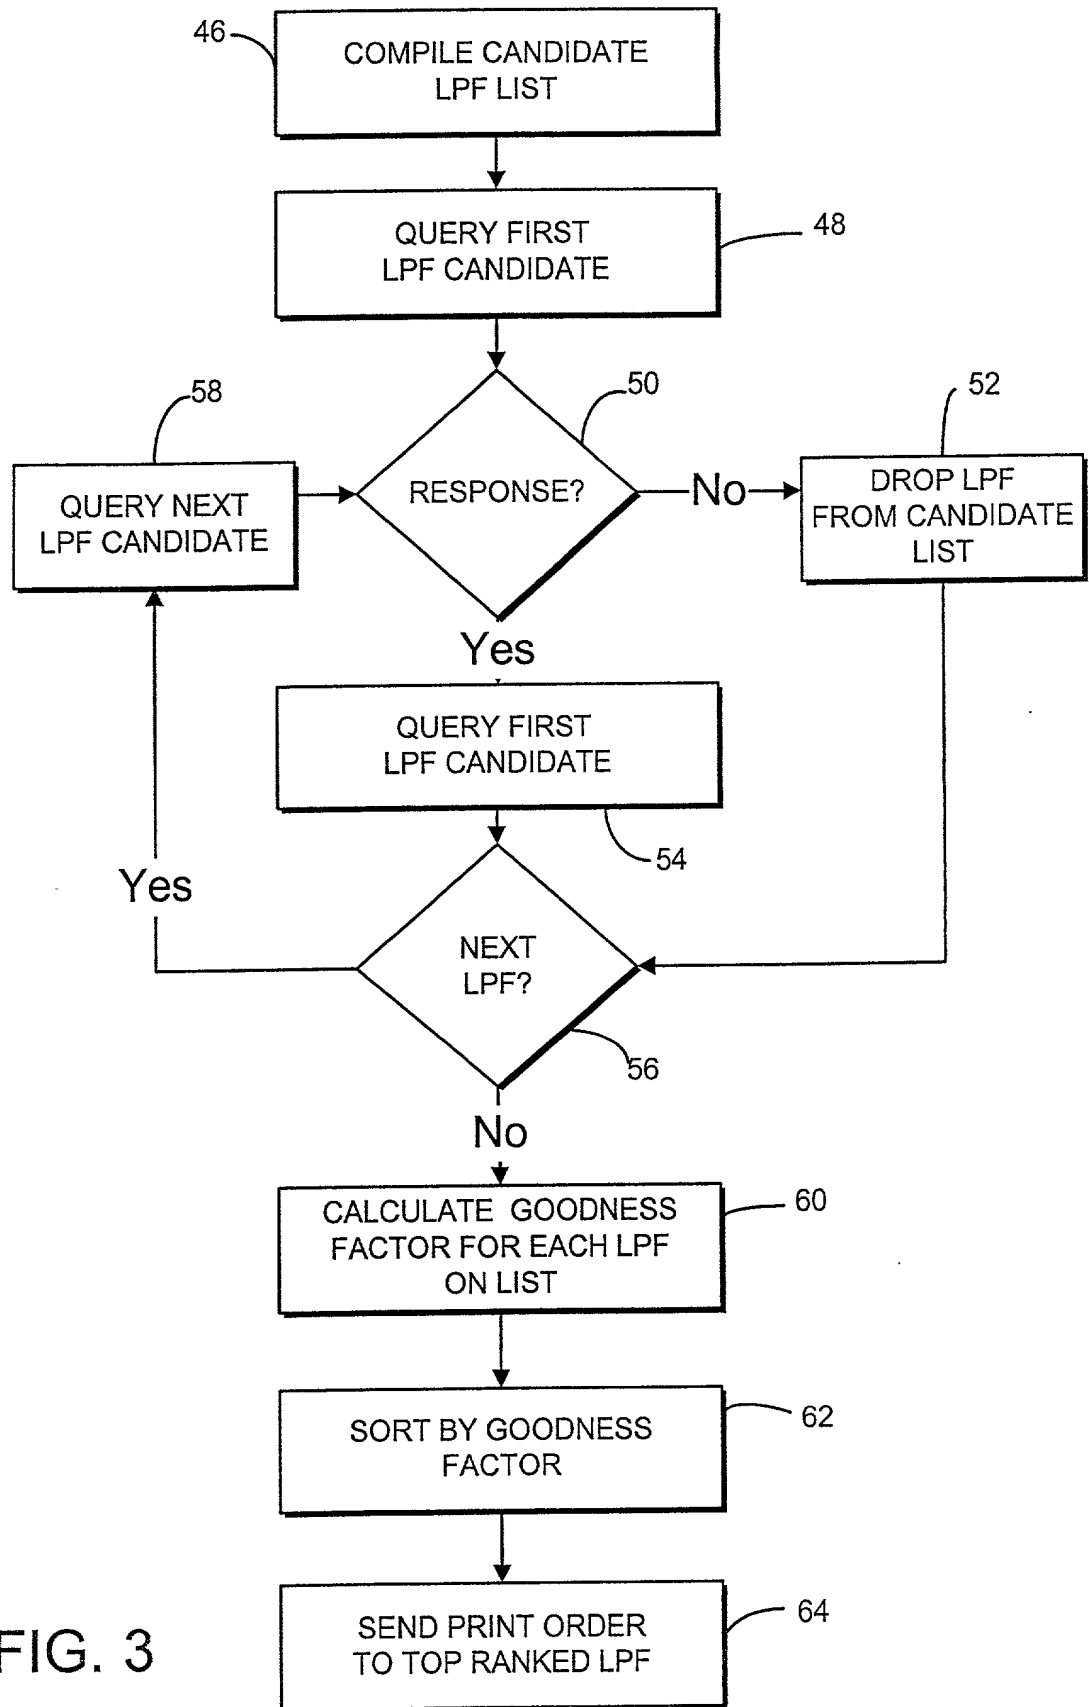 46
COMPILE CANDIDATE
LPF LIST
QUERY FIRST
LPF CANDIDATE
48
58
50
52
QUERY NEXT
LPF CANDIDATE
RESPONSE?
No
DROP LPF
FROM CANDIDATE
LIST
Yes
QUERY FIRST
LPF CANDIDATE
54
Yes
NEXT
LPF?
56
No
CALCULATE GOODNESS
FACTOR FOR EACH LPF
ON LIST
60
SORT BY GOODNESS
FACTOR
62
SEND PRINT ORDER
TO TOP RANKED LPF
64
FIG. 3